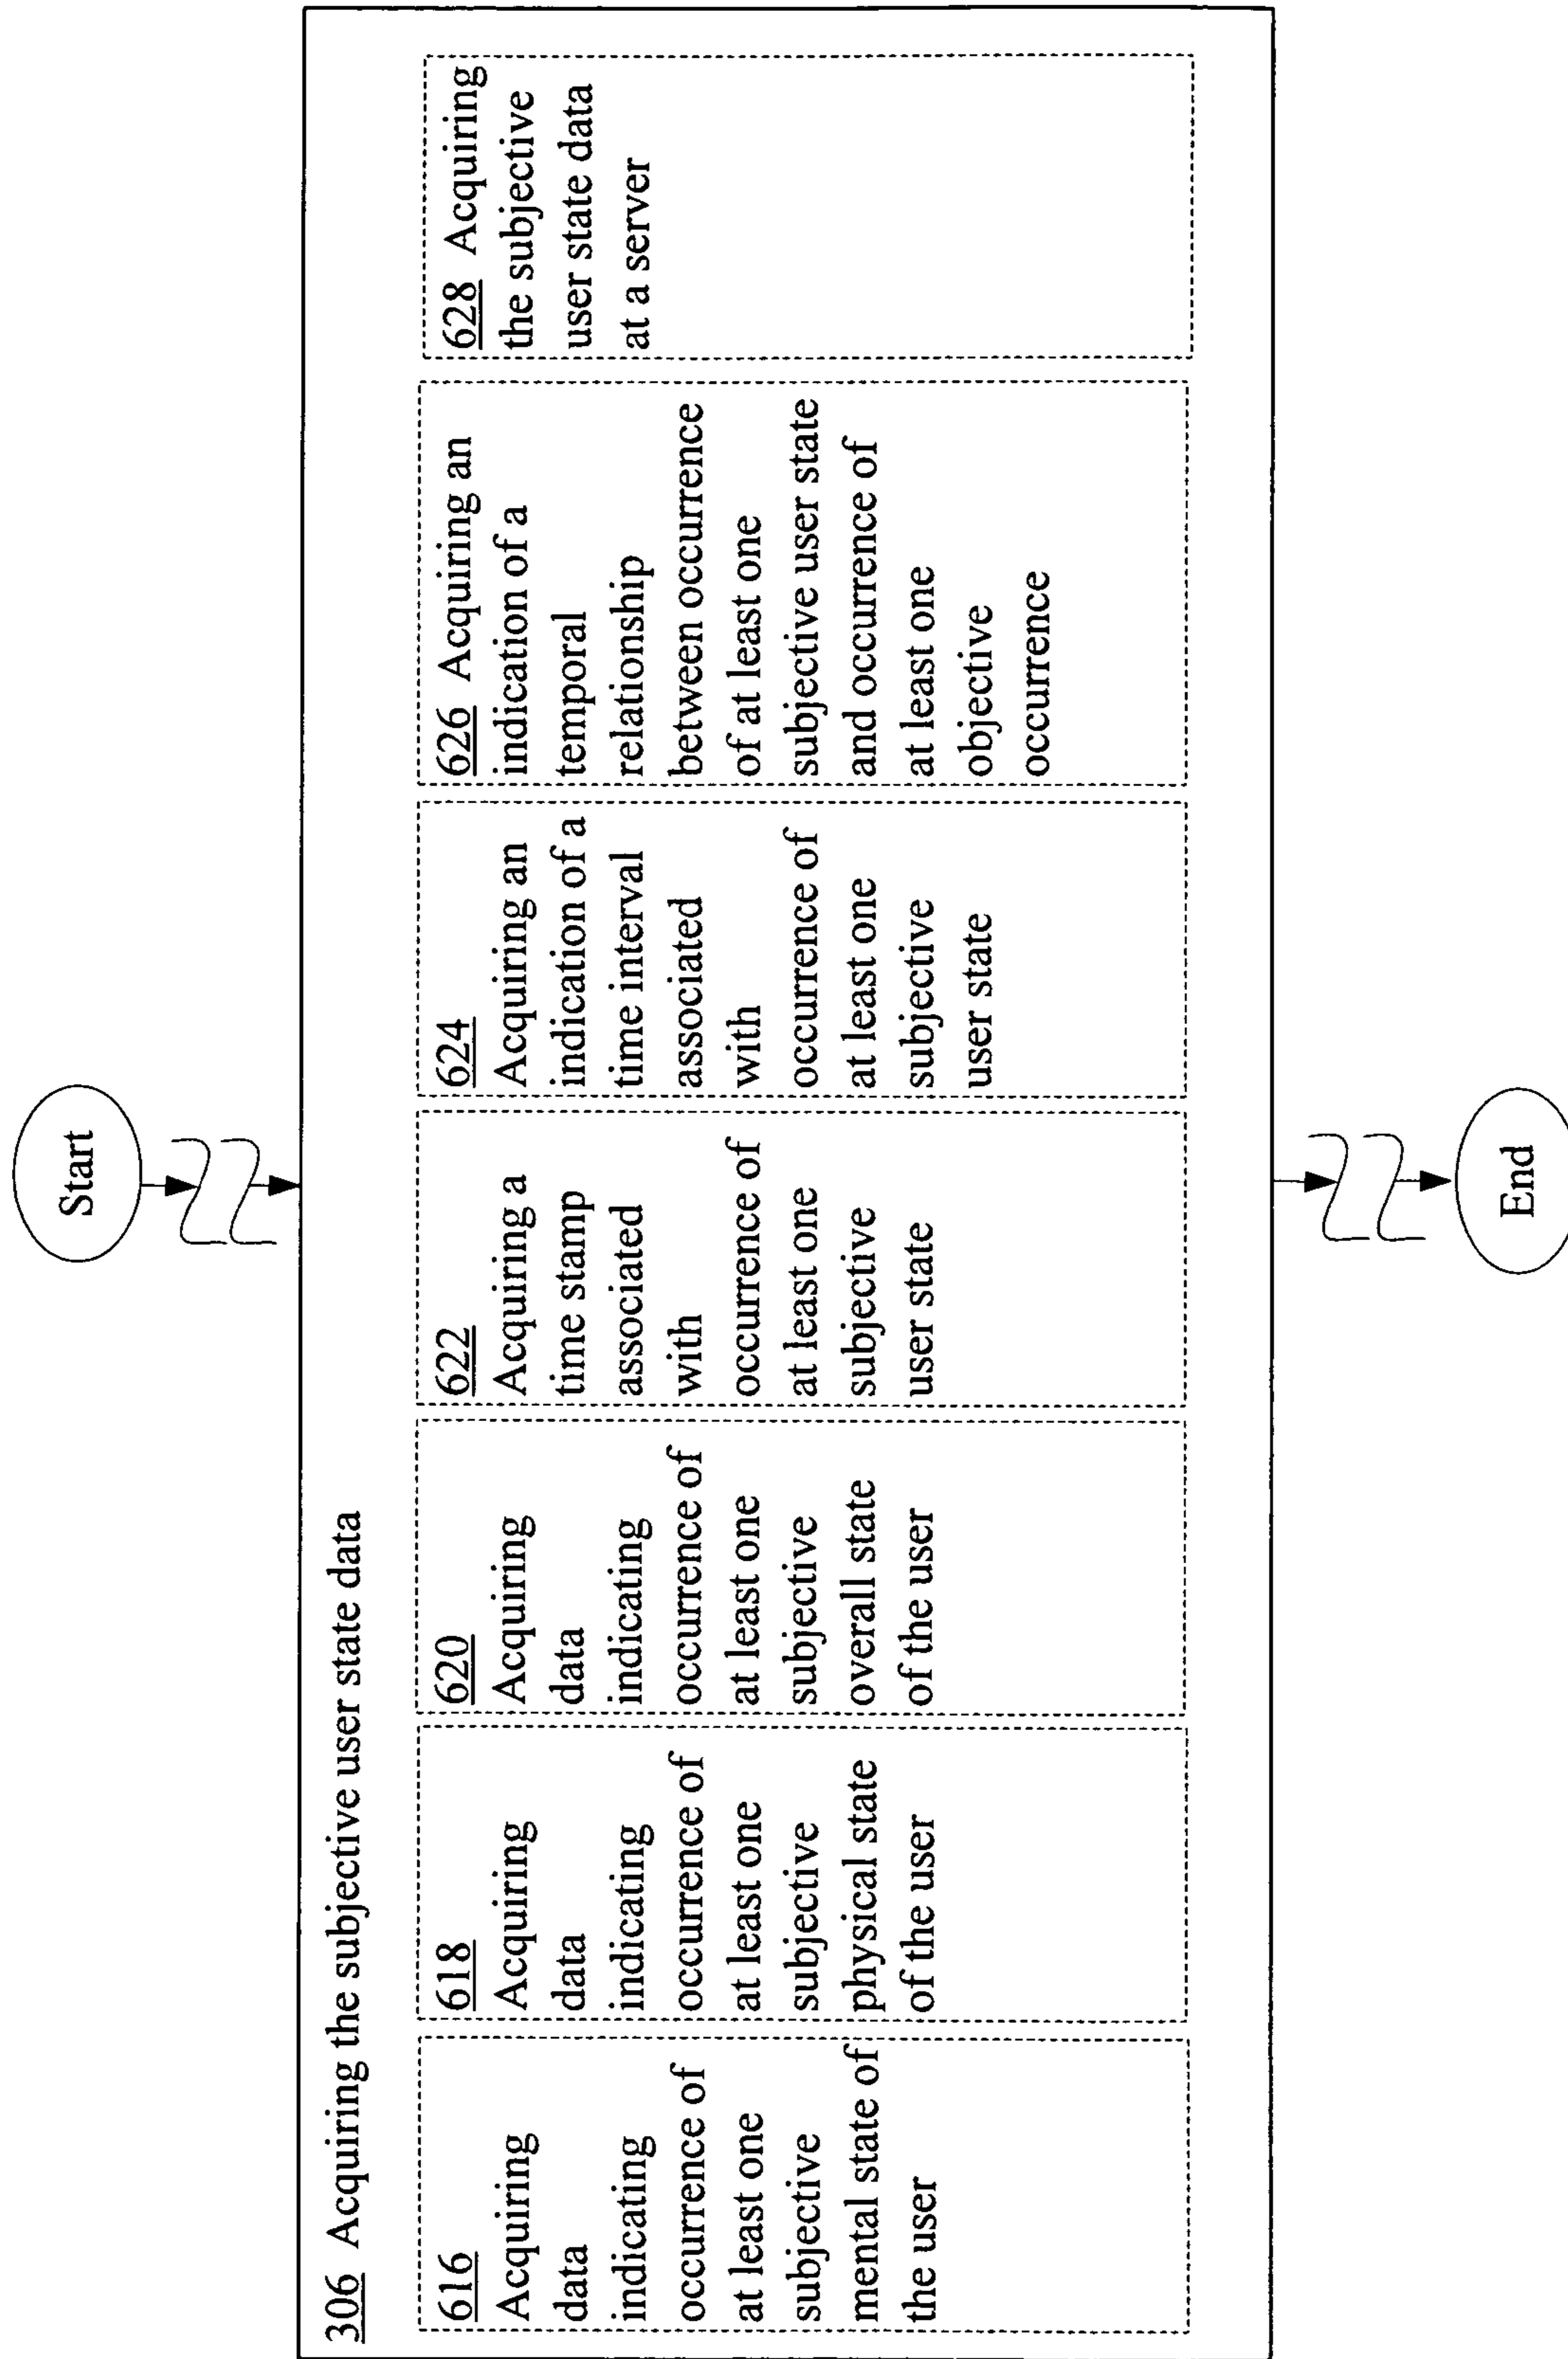 Start
306 Acquiring the subjective user state data
616
Acquiring
data
indicating
occurrence of
at least one
subjective
mental state of
the user
618
Acquiring
data
indicating
occurrence of
at least one
subjective
physical state
of the user
620
Acquiring
data
indicating
occurrence of
at least one
subjective
overall state
of the user
622
Acquiring a
time stamp
associated
with
occurrence of
at least one
subjective
user state
624
Acquiring an
indication of a
time interval
associated
with
occurrence of
at least one
subjective
user state
626 Acquiring an
indication of a
temporal
relationship
between occurrence
of at least one
subjective user state
and occurrence of
at least one
objective
occurrence
628 Acquiring
the subjective
user state data
at a server
End